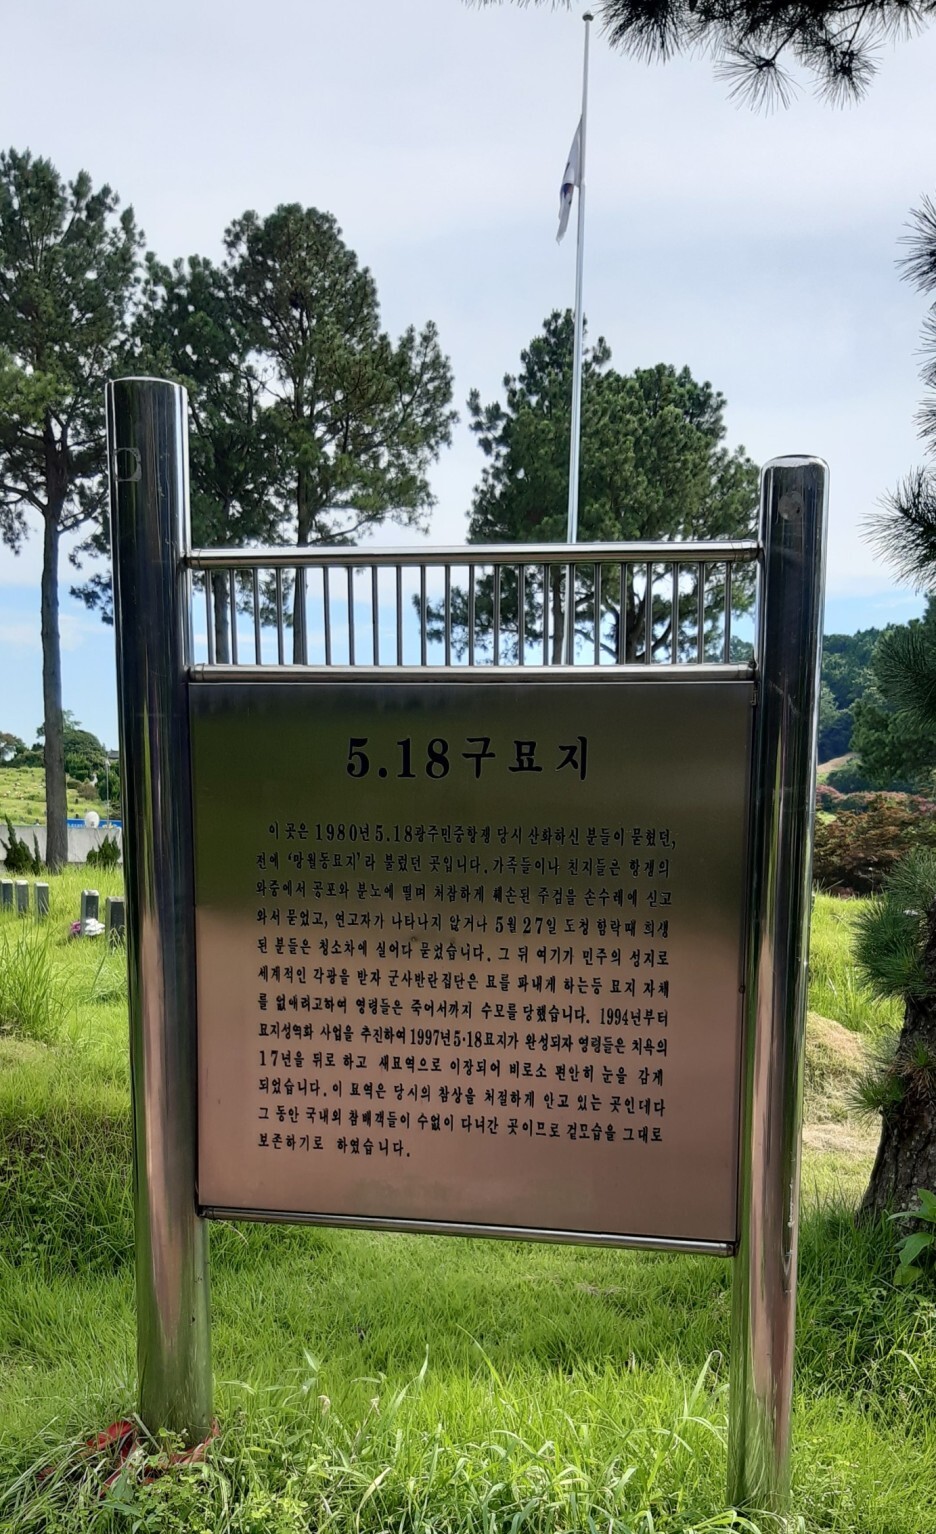 5.18구묘지
이 곳은 1980년 5.18광주민중항쟁 당시 산화하신 분들이 묻혔던,
전에 '망월동묘지'라 불렀던 곳입니다. 가족들이나 친지들은 항쟁의
와중에서 공포와 분노에 떨며 처참하게 훼손된 주검을 손수레에 싣고
와서 묻었고, 연고자가 나타나지 않거나 5월 27일 도청 함락때 희생
된 분들은 청소차에 실어다 묻었습니다. 그 뒤 여기가 민주의 성지로
세계적인 각광을 받자 군사반란집단은 묘를 파내게 하는등 묘지 자체
를 없애려고하여 영령들은 죽어서까지 수모를 당했습니다. 1994년부터
묘지성역화 사업을 추진하여 1997년 5·18묘지가 완성되자 영령들은 치욕의
17년을 뒤로 하고 새묘역으로 이장되어 비로소 편안히 눈을 감게
되었습니다. 이 묘역은 당시의 참상을 처절하게 안고 있는 곳인데다
그 동안 국내외 참배객들이 수없이 다녀간 곳이므로 겉모습을 그대로
보존하기로 하였습니다.